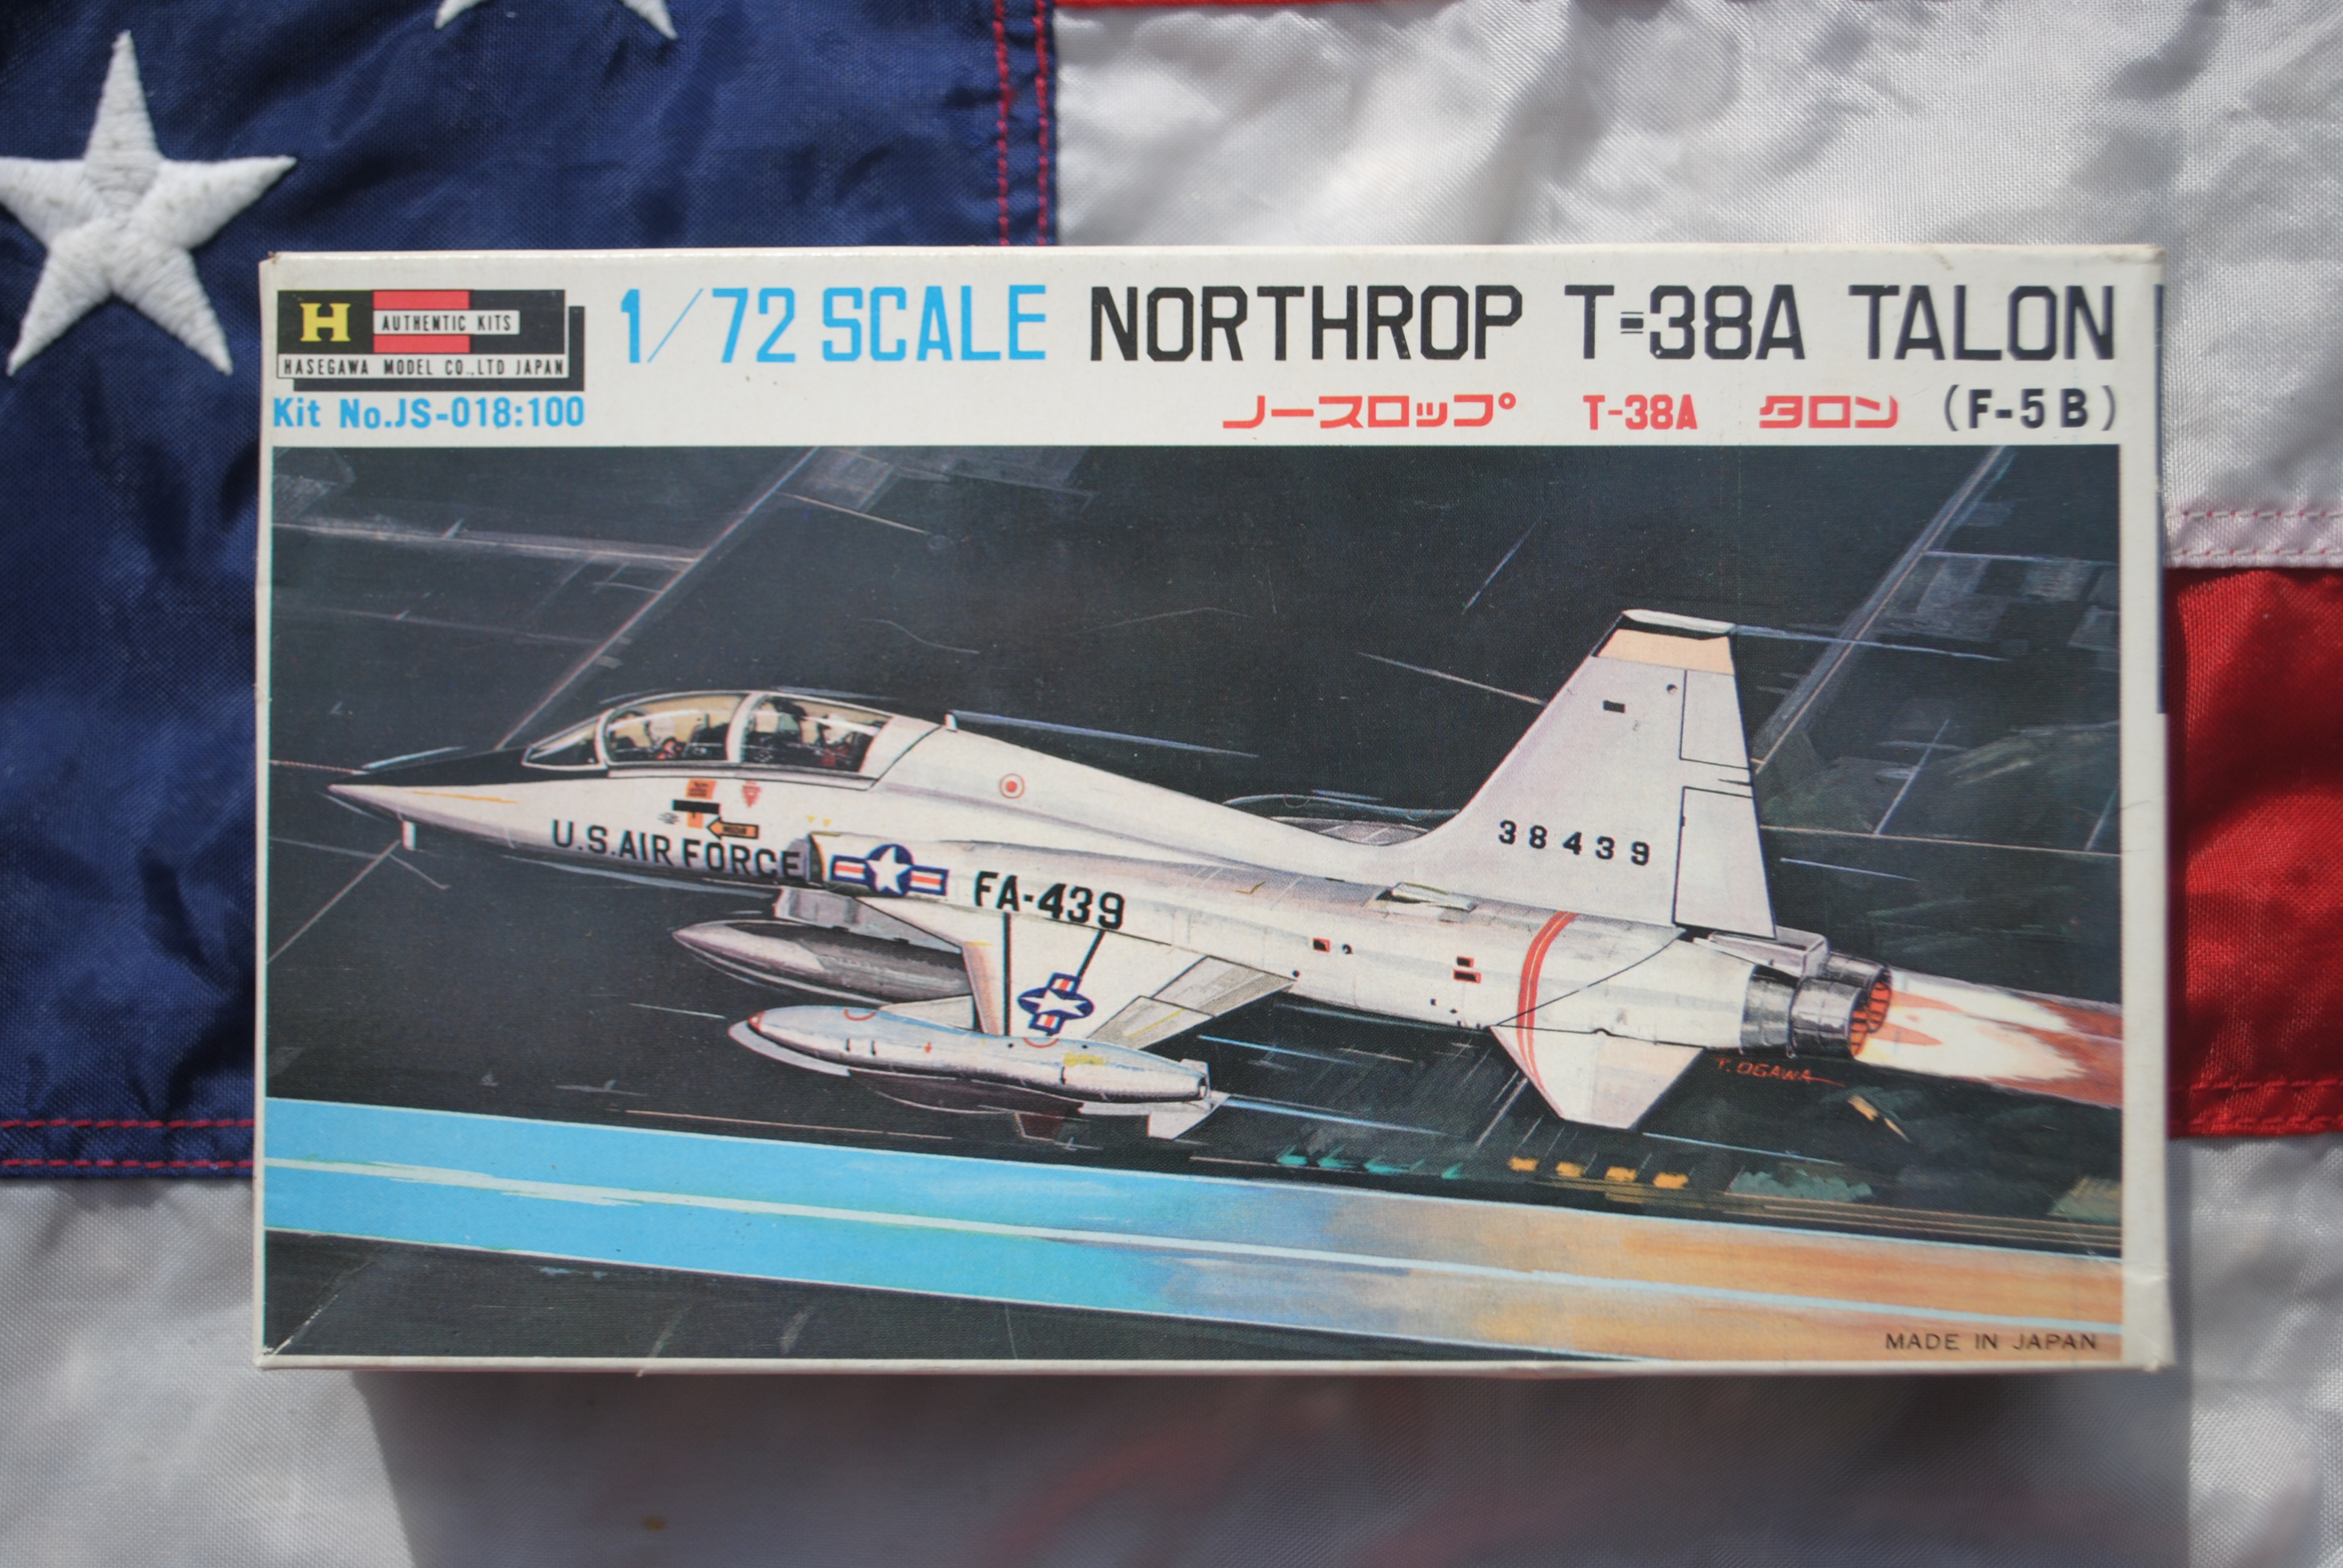 H AUTHENTIC KITS
HASEGAWA MODEL CO.,LTD JAPAN
Kit No.JS-018:100
1/72 SCALE NORTHROP T-38A TALON
ノースロップ T-38A タロン (F-5B)
U.S.AIR FORCE
FA-439
38439
T. OGAWA
MADE IN JAPAN